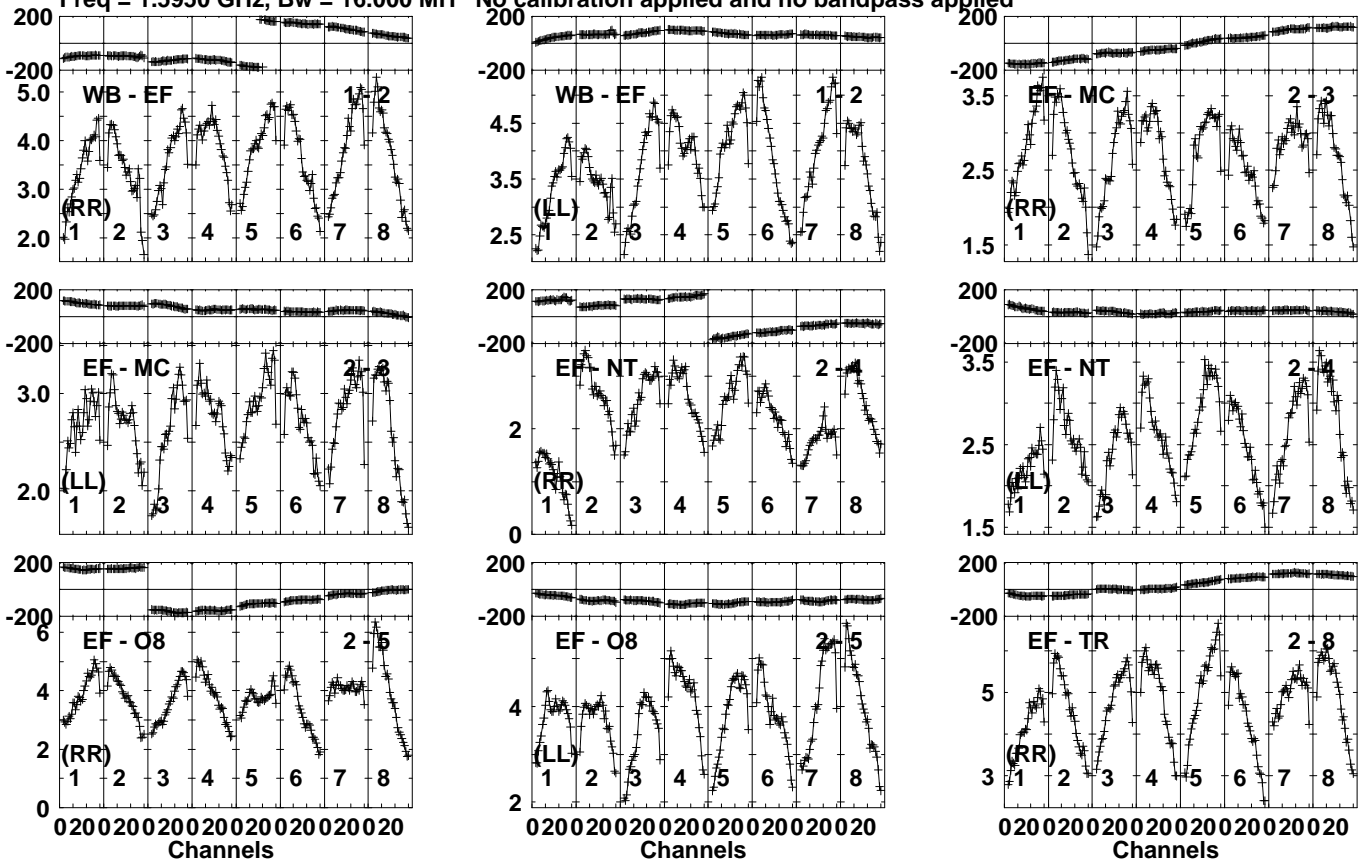 Freq = 1.5950 GHz, Bw = 16.000 MH No calibration applied and no bandpass applied
200 200 200
-200 -200 -200
WB - EF 1 - 2 WB - EF 1 - 2 EF - MC 2 - 3
5.0 4.0 3.0 2.0
4.5 3.5 2.5
3.5 2.5 1.5
(RR) (LL) (RR)
1 2 3 4 5 6 7 8 1 2 3 4 5 6 7 8 1 2 3 4 5 6 7 8
200 200 200
-200 -200 -200
EF - MC 2 - 3 EF - NT 2 - 4 EF - NT 2 - 4
3.0 2.0
2 0
3.5 2.5 1.5
(LL) (RR) (LL)
1 2 3 4 5 6 7 8 1 2 3 4 5 6 7 8 1 2 3 4 5 6 7 8
200 200 200
-200 -200 -200
EF - O8 2 - 5 EF - O8 2 - 5 EF - TR 2 - 8
6 4 2 0
4 2
5 3
(RR) (LL) (RR)
1 2 3 4 5 6 7 8 1 2 3 4 5 6 7 8 1 2 3 4 5 6 7 8
0 20 0 20 0 20 0 20 0 20 0 20 0 20 0 20 0 20 0 20 0 20 0 20 0 20 0 20 0 20 0 20 0 20 0 20 0 20 0 20 0 20 0 20 0 20 0 20
Channels Channels Channels